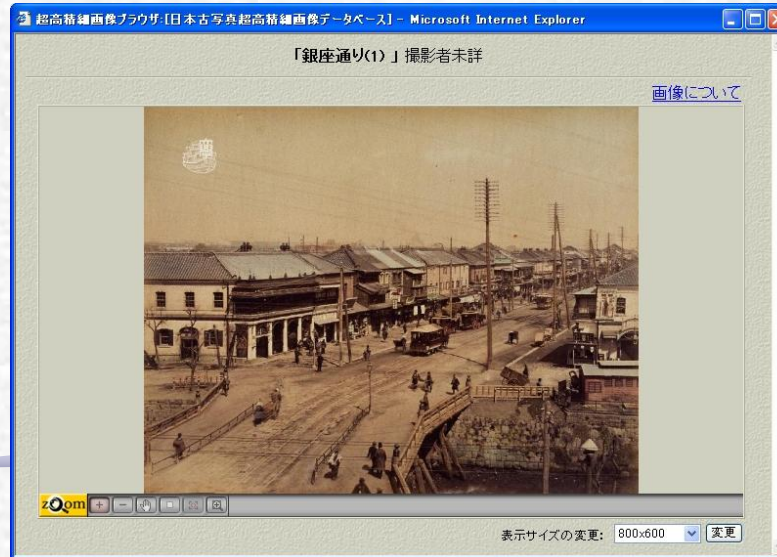 超高精細画像ブラウザ:[日本古写真超高精細画像データベース] - Microsoft Internet Explorer
「銀座通り(1) 」撮影者未詳
画像について
zoom
表示サイズの変更: 800x600 変更